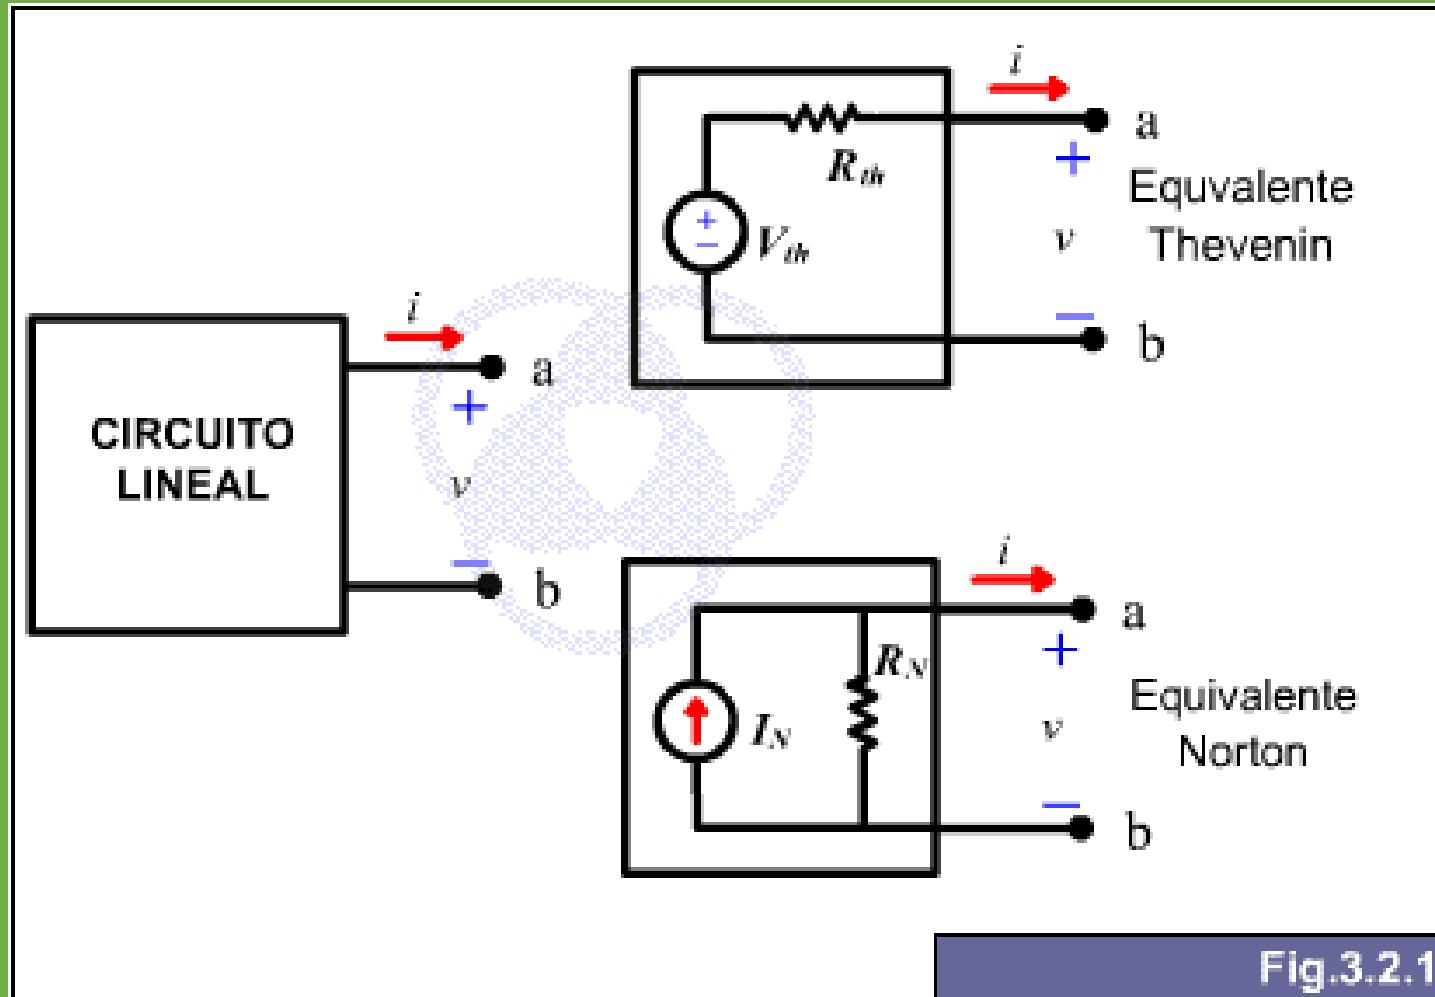 CIRCUITO
LINEAL
i
a
+
v
−
b
i
a
+
R_th
+
−
V_th
v
Equvalente
Thevenin
−
b
i
a
+
R_N
I_N
v
Equivalente
Norton
−
b
Fig.3.2.1